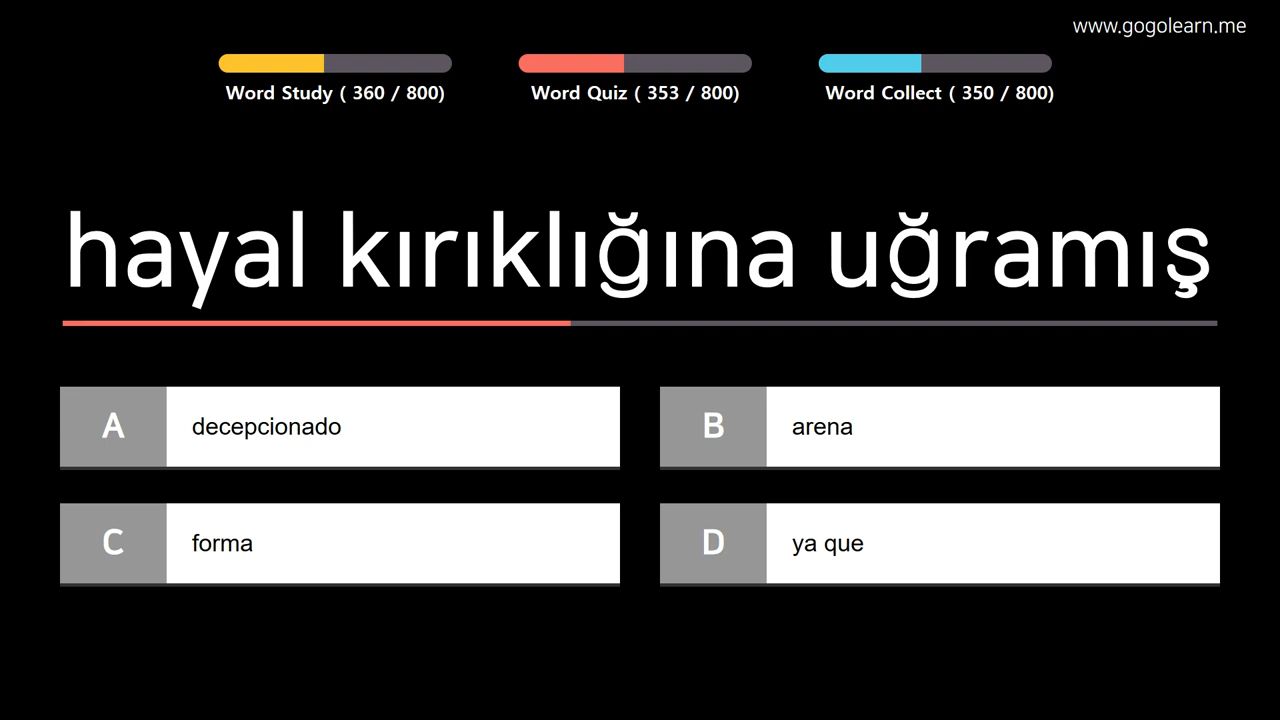 www.gogolearn.me
Word Study ( 360 / 800)
Word Quiz ( 353 / 800)
Word Collect ( 350 / 800)
hayal kırıklığına uğramış
A decepcionado
B arena
C forma
D ya que